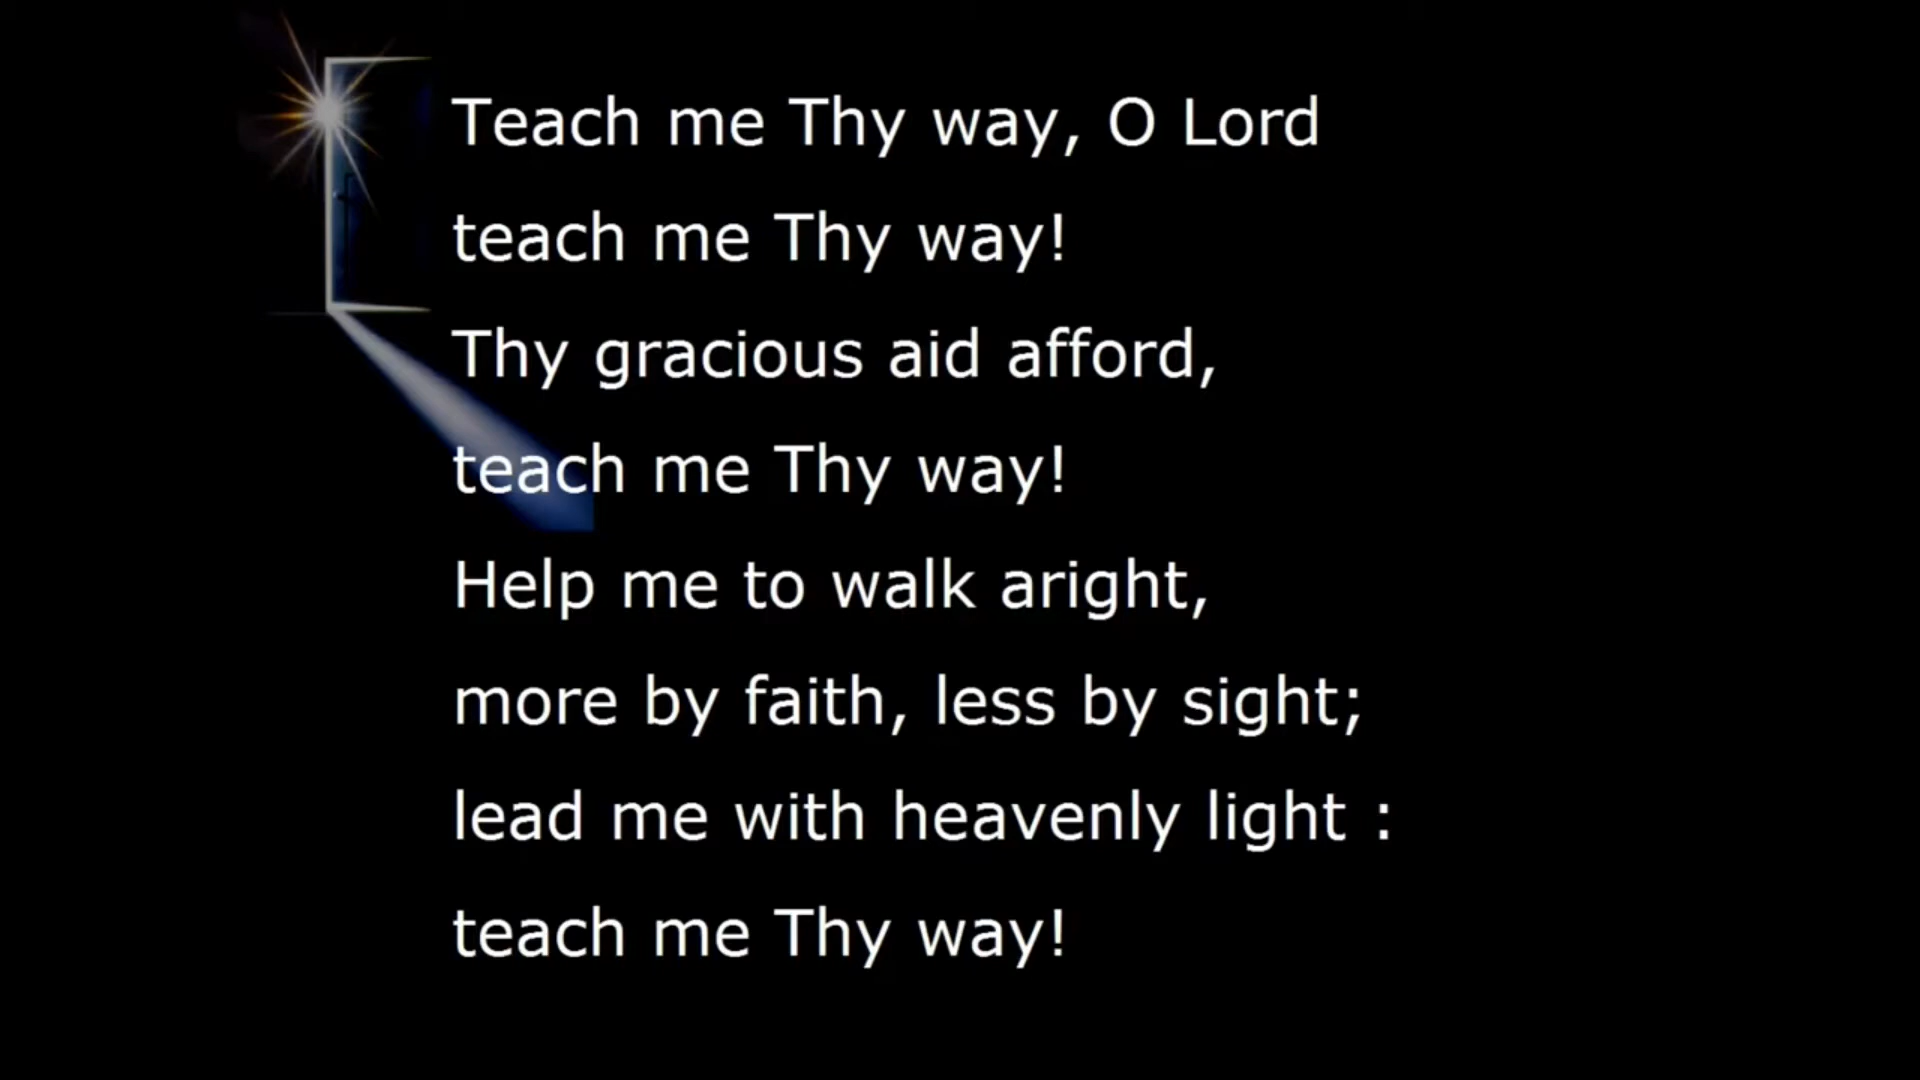 Teach me Thy way, O Lord
teach me Thy way!
Thy gracious aid afford,
teach me Thy way!
Help me to walk aright,
more by faith, less by sight;
lead me with heavenly light :
teach me Thy way!